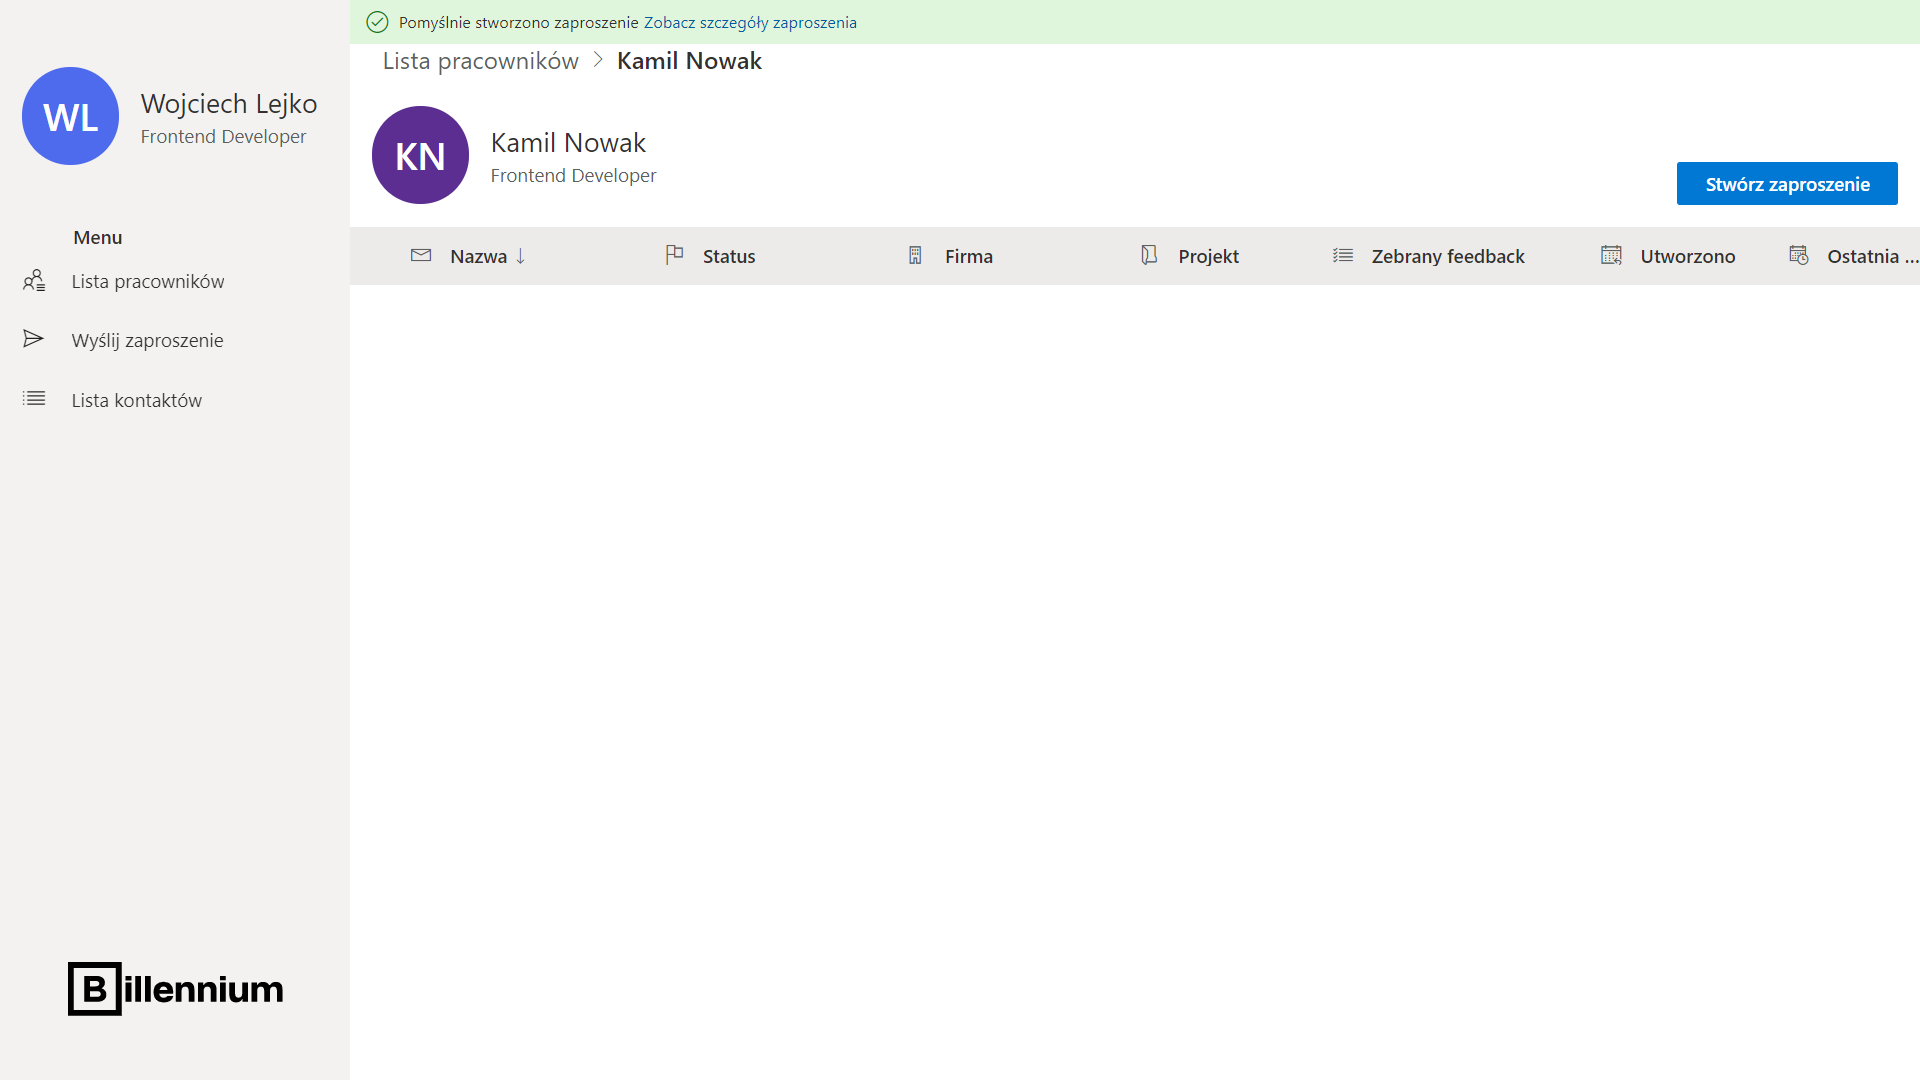 Pomyślnie stworzono zaproszenie Zobacz szczegóły zaproszenia
Lista pracowników > Kamil Nowak
WL
Wojciech Lejko
Frontend Developer
KN
Kamil Nowak
Frontend Developer
Stwórz zaproszenie
Menu
Lista pracowników
Wyślij zaproszenie
Lista kontaktów
Nazwa ↓ Status Firma Projekt Zebrany feedback Utworzono Ostatnia ...
Billennium